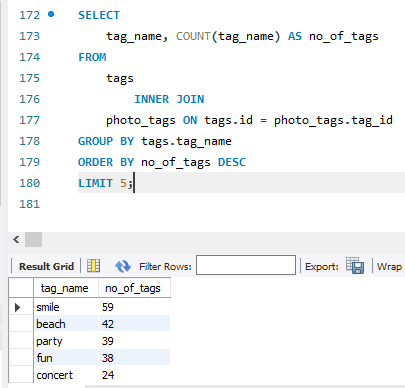 172 SELECT
173 tag_name, COUNT(tag_name) AS no_of_tags
174 FROM
175 tags
176 INNER JOIN
177 photo_tags ON tags.id = photo_tags.tag_id
178 GROUP BY tags.tag_name
179 ORDER BY no_of_tags DESC
180 LIMIT 5;
181
Result Grid Filter Rows: Export: Wrap
tag_name no_of_tags
smile 59
beach 42
party 39
fun 38
concert 24